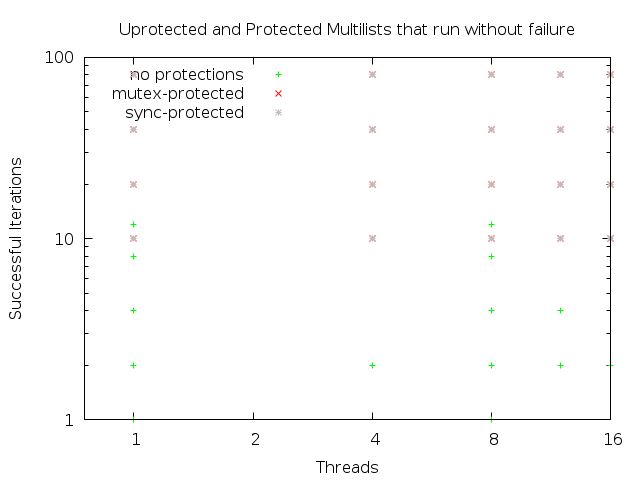 Uprotected and Protected Multilists that run without failure
100
no protections
mutex-protected
sync-protected
Successful Iterations
10
1
1 2 4 8 16
Threads